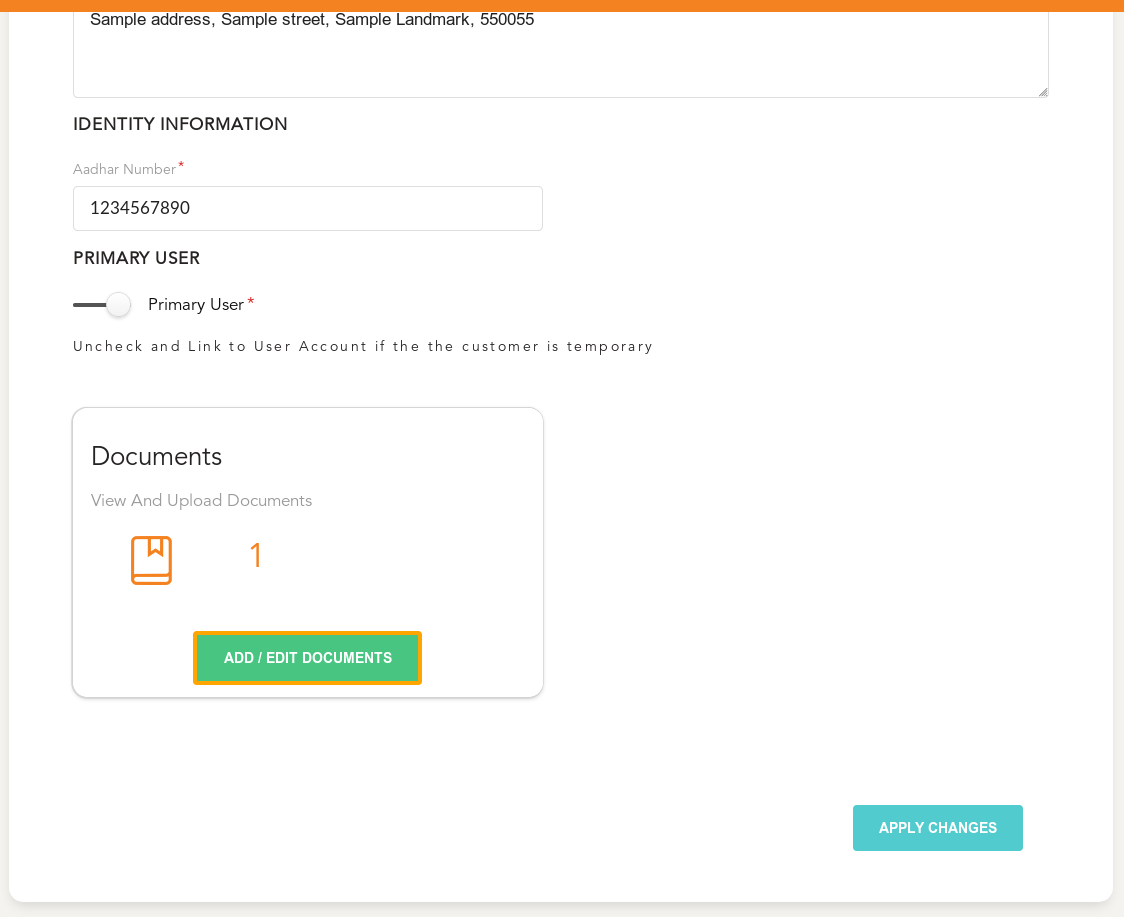 Sample address, Sample street, Sample Landmark, 550055
IDENTITY INFORMATION
Aadhar Number*
1234567890
PRIMARY USER
Primary User*
Uncheck and Link to User Account if the the customer is temporary
Documents
View And Upload Documents
1
ADD / EDIT DOCUMENTS
APPLY CHANGES